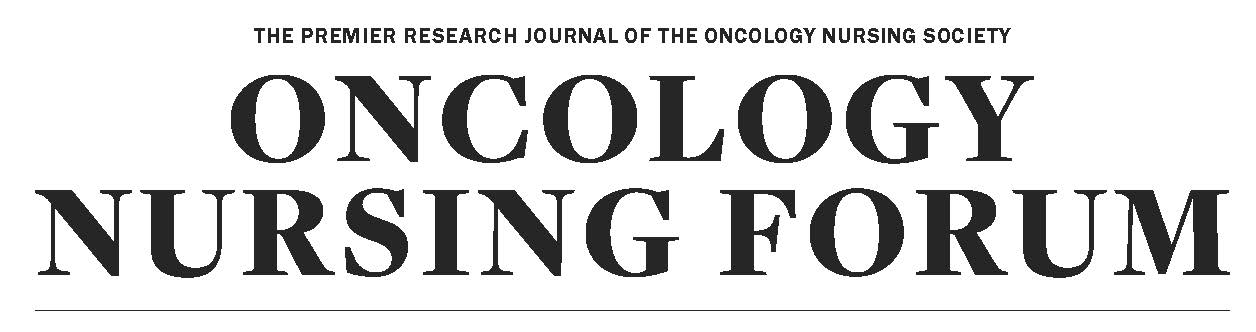 THE PREMIER RESEARCH JOURNAL OF THE ONCOLOGY NURSING SOCIETY
ONCOLOGY
NURSING FORUM